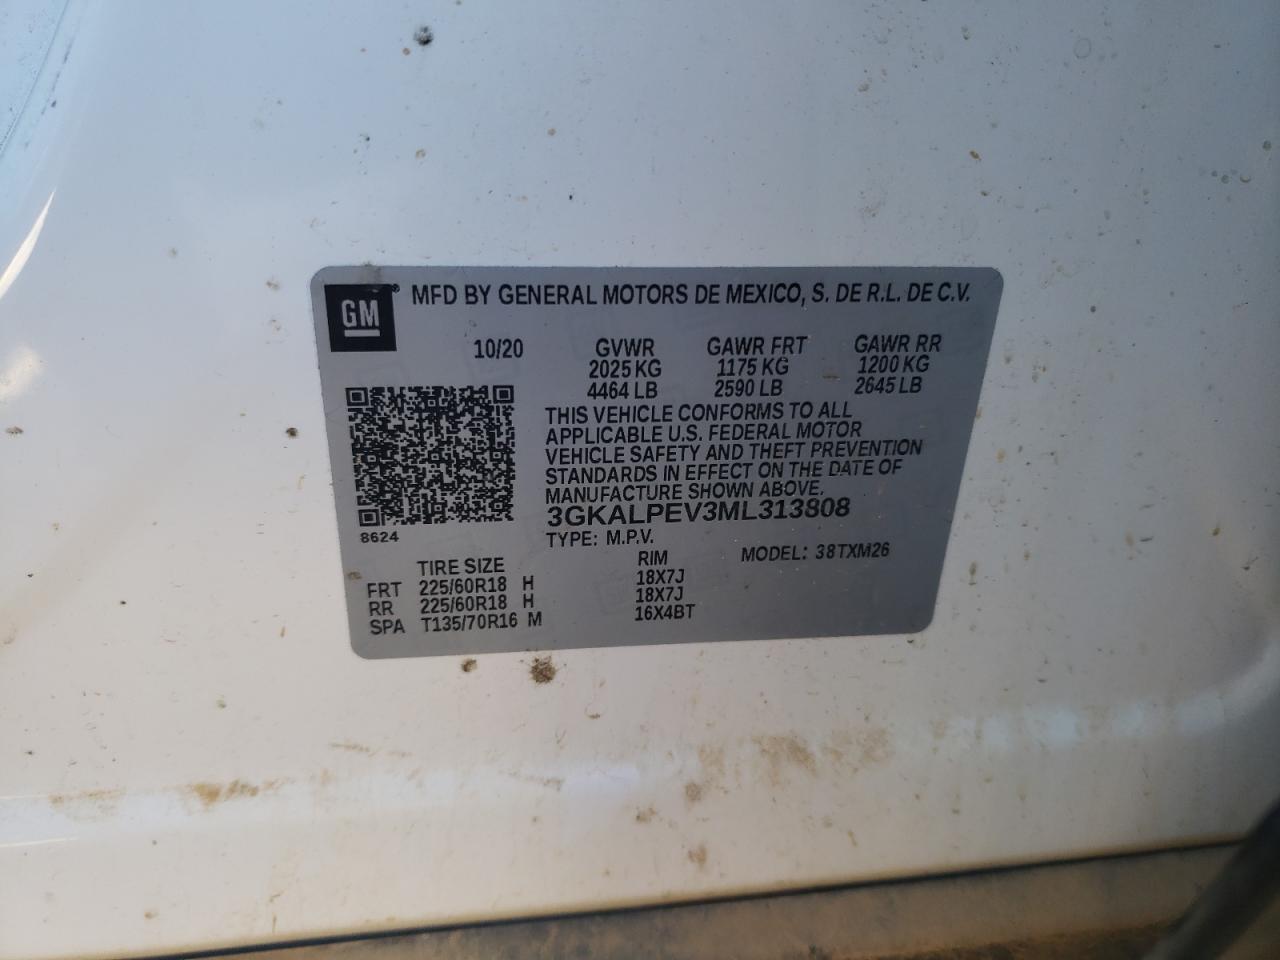 GM ® MFD BY GENERAL MOTORS DE MEXICO, S. DE R.L. DE C.V.
10/20 GVWR GAWR FRT GAWR RR
2025 KG 1175 KG 1200 KG
4464 LB 2590 LB 2645 LB
THIS VEHICLE CONFORMS TO ALL
APPLICABLE U.S. FEDERAL MOTOR
VEHICLE SAFETY AND THEFT PREVENTION
STANDARDS IN EFFECT ON THE DATE OF
MANUFACTURE SHOWN ABOVE.
3GKALPEV3ML313808
8624
TYPE: M.P.V. MODEL: 38TXM26
TIRE SIZE RIM
FRT 225/60R18 H 18X7J
RR 225/60R18 H 18X7J
SPA T135/70R16 M 16X4BT